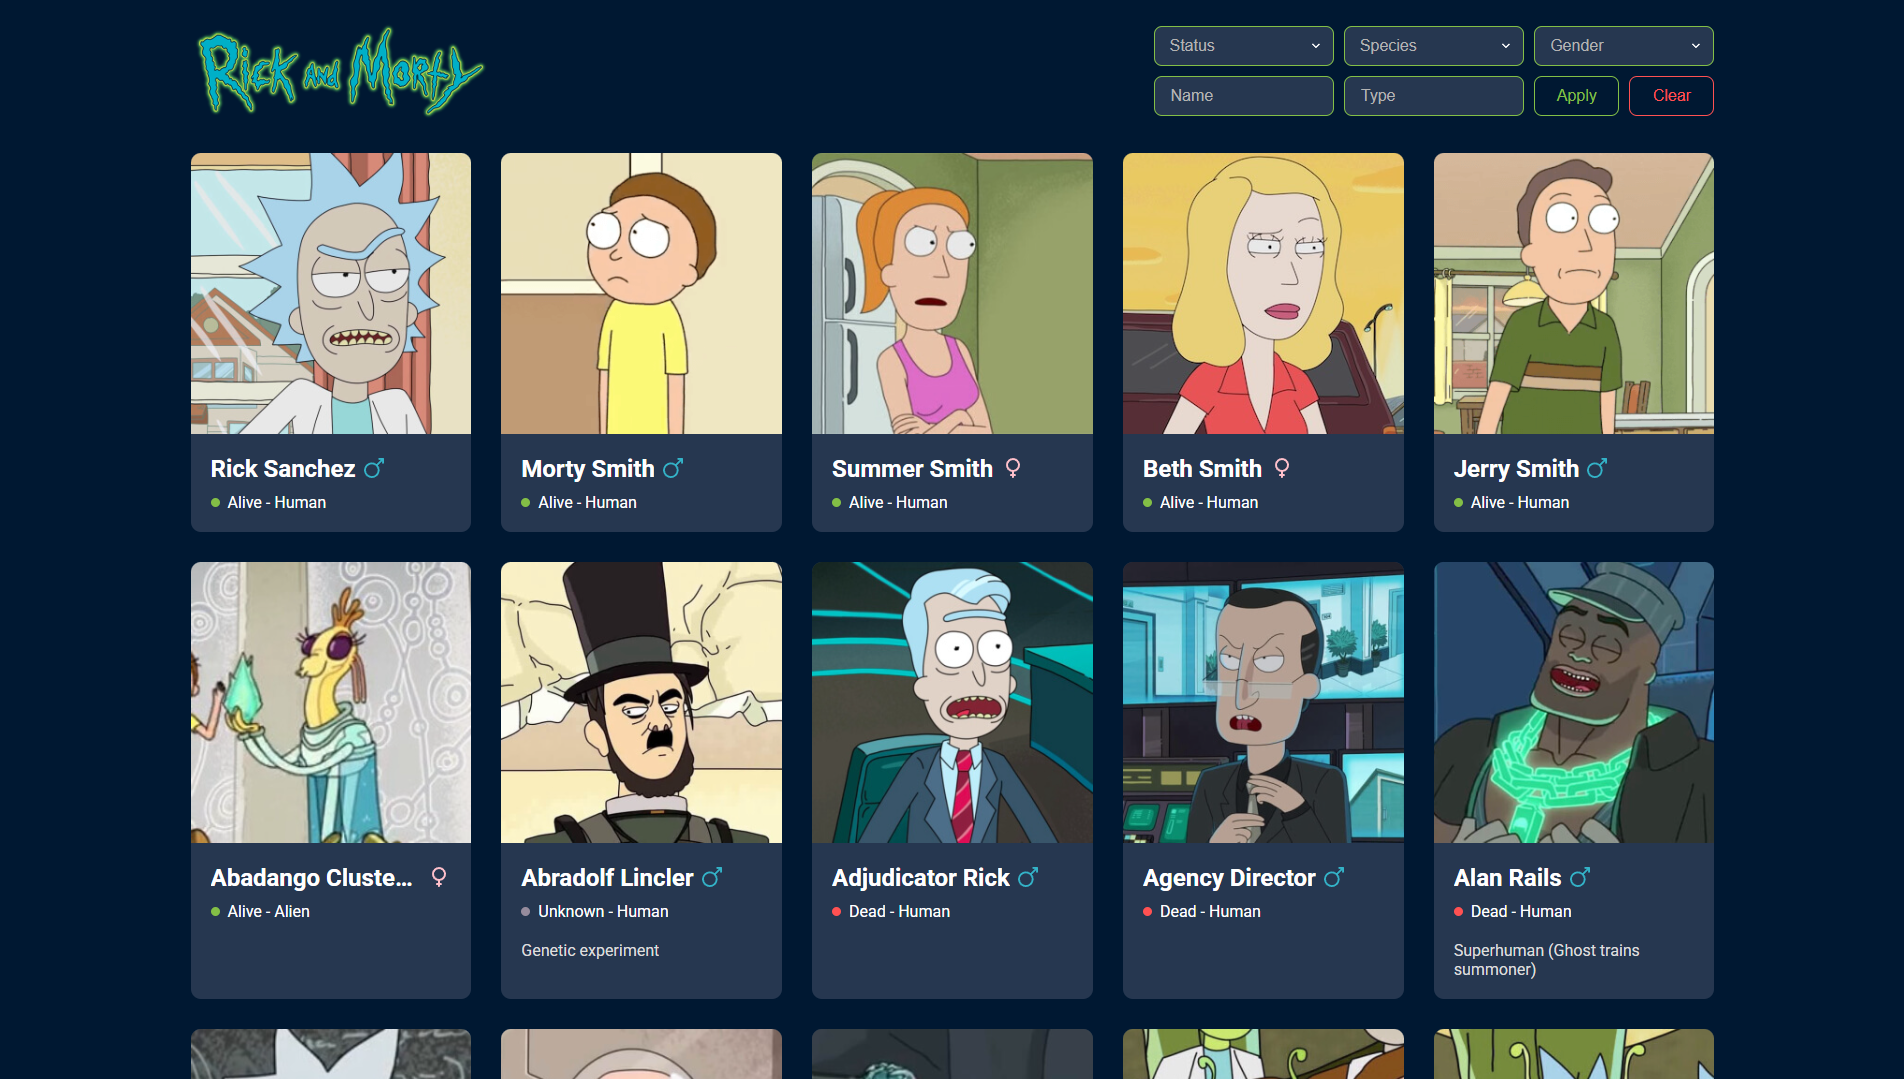 Rick and Morty
Status
Species
Gender
Name
Type
Apply
Clear
Rick Sanchez
Alive - Human
Morty Smith
Alive - Human
Summer Smith
Alive - Human
Beth Smith
Alive - Human
Jerry Smith
Alive - Human
Abadango Cluste...
Alive - Alien
Abradolf Lincler
Unknown - Human
Genetic experiment
Adjudicator Rick
Dead - Human
Agency Director
Dead - Human
Alan Rails
Dead - Human
Superhuman (Ghost trains
summoner)